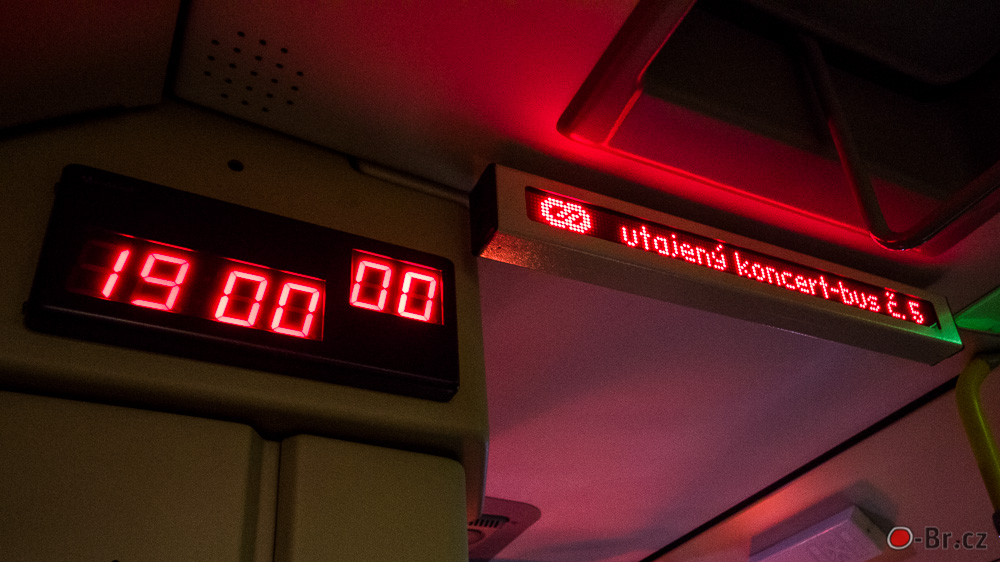 19 00 00
utajený koncert-bus č.5
O-Br.cz